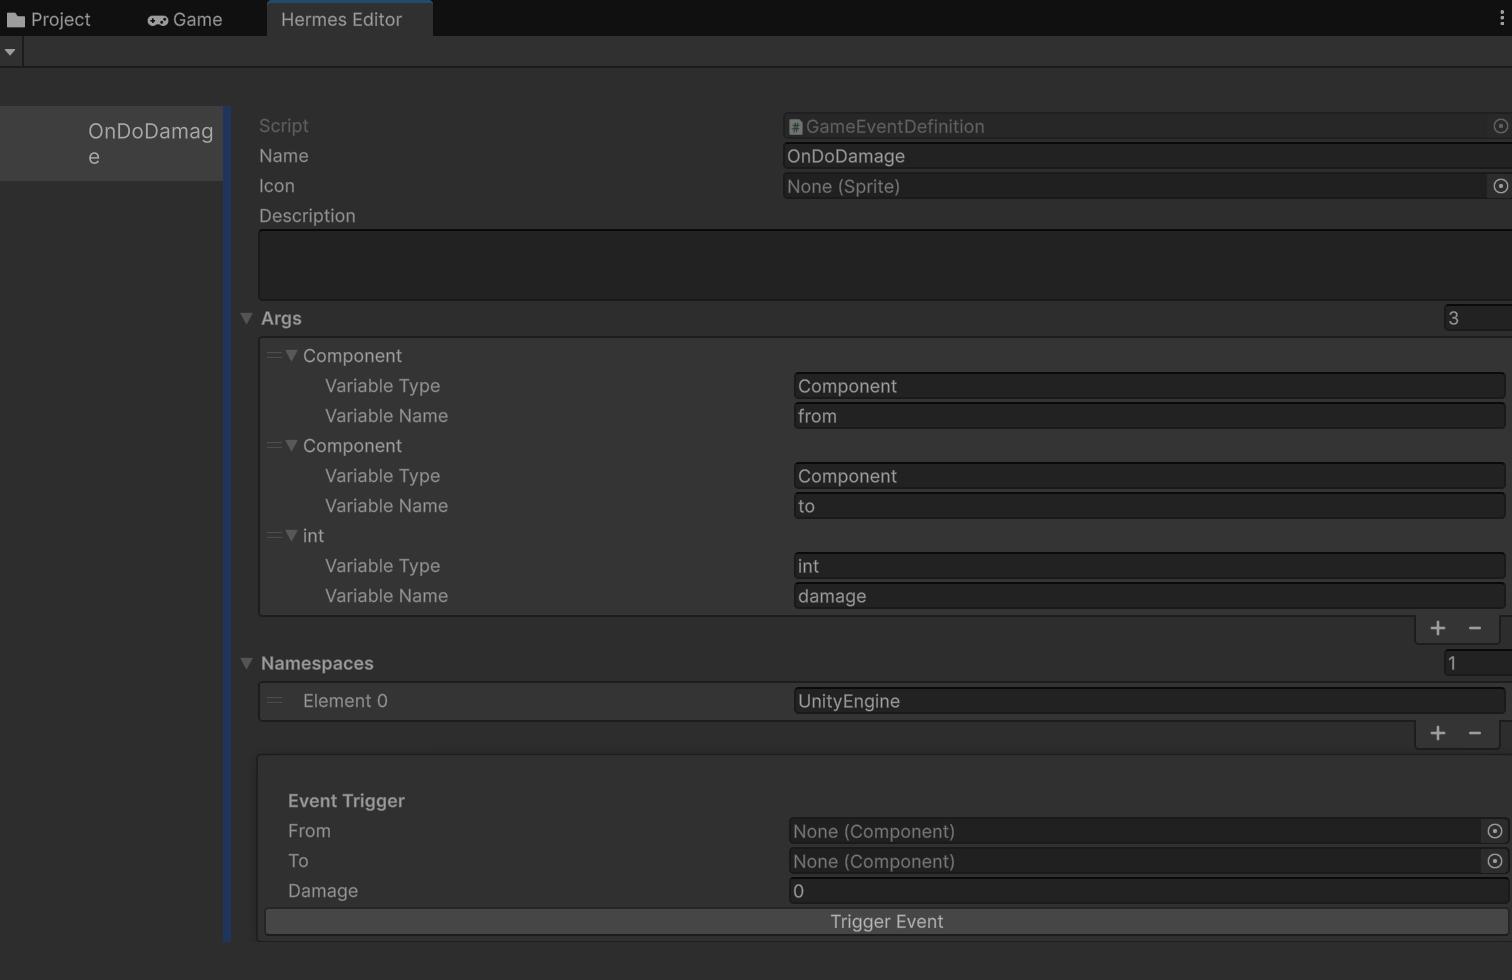 Project Game Hermes Editor
OnDoDamag
e
Script GameEventDefinition
Name OnDoDamage
Icon None (Sprite)
Description
Args 3
Component
Variable Type Component
Variable Name from
Component
Variable Type Component
Variable Name to
int
Variable Type int
Variable Name damage
+ −
Namespaces 1
Element 0 UnityEngine
+ −
Event Trigger
From None (Component)
To None (Component)
Damage 0
Trigger Event